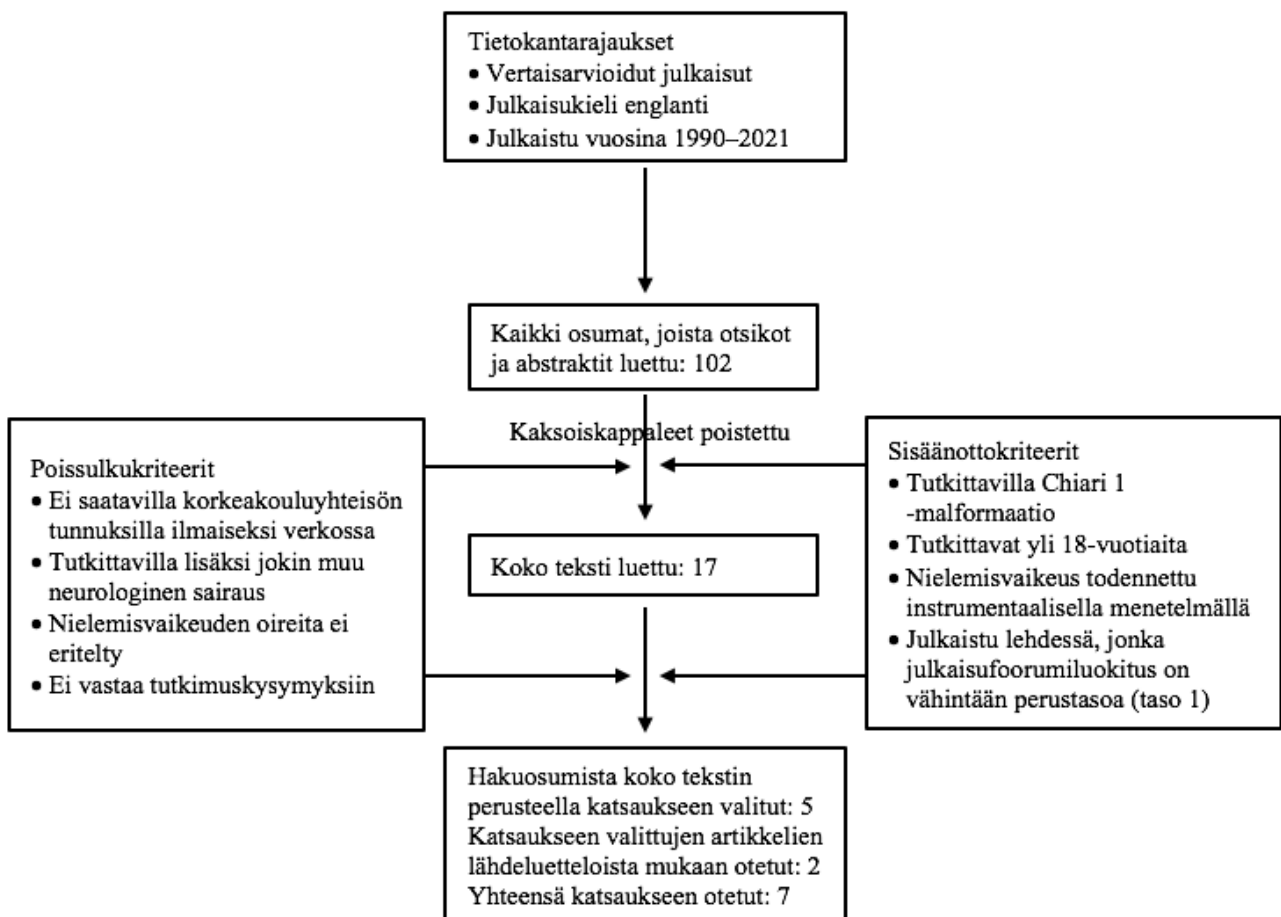 Tietokantarajaukset
• Vertaisarvioidut julkaisut
• Julkaisukieli englanti
• Julkaistu vuosina 1990–2021
Kaikki osumat, joista otsikot
ja abstraktit luettu: 102
Kaksoiskappaleet poistettu
Poissulkukriteerit
• Ei saatavilla korkeakouluyhteisön
tunnuksilla ilmaiseksi verkossa
• Tutkittavilla lisäksi jokin muu
neurologinen sairaus
• Nielemisvaikeuden oireita ei
eritelty
• Ei vastaa tutkimuskysymyksiin
Sisäänottokriteerit
• Tutkittavilla Chiari 1
-malformaatio
• Tutkittavat yli 18-vuotiaita
• Nielemisvaikeus todennettu
instrumentaalisella menetelmällä
• Julkaistu lehdessä, jonka
julkaisufoorumiluokitus on
vähintään perustasoa (taso 1)
Koko teksti luettu: 17
Hakuosumista koko tekstin
perusteella katsaukseen valitut: 5
Katsaukseen valittujen artikkelien
lähdeluetteloista mukaan otetut: 2
Yhteensä katsaukseen otetut: 7